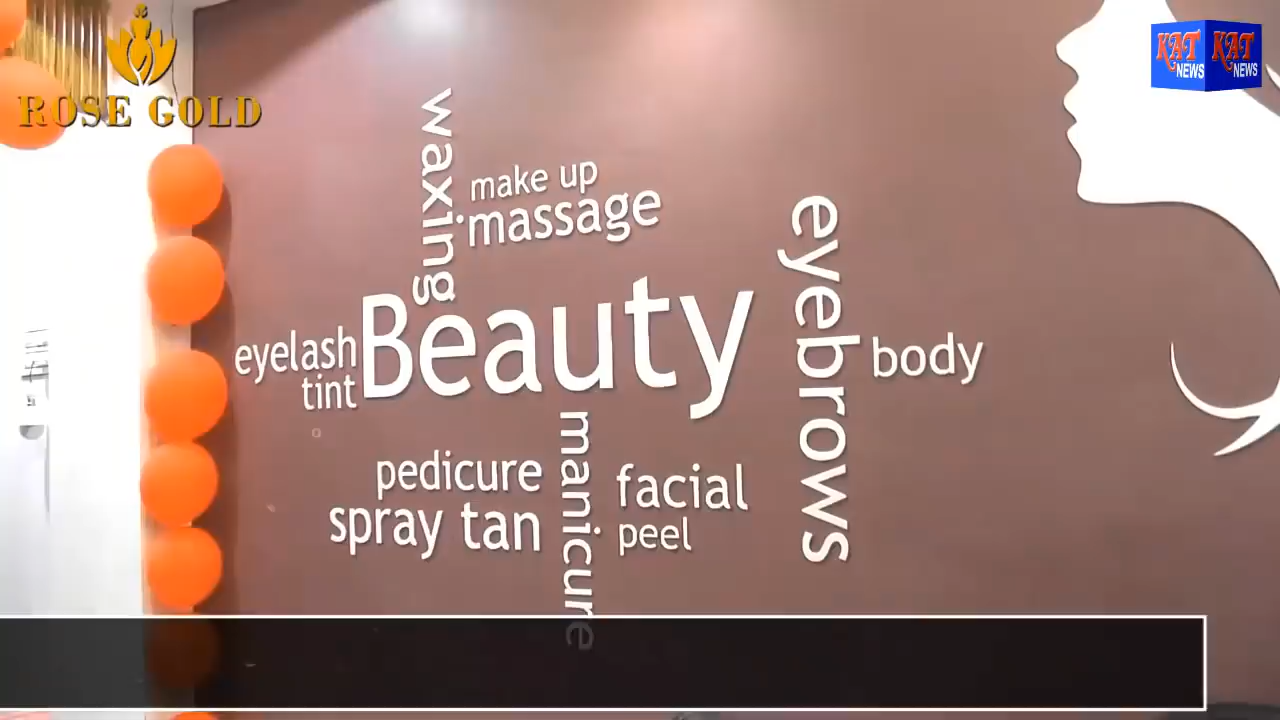 ROSE GOLD
KAT NEWS
KAT NEWS
waxing
make up
massage
eyebrows
Beauty
eyelash
tint
body
manicure
pedicure
facial
spray tan
peel